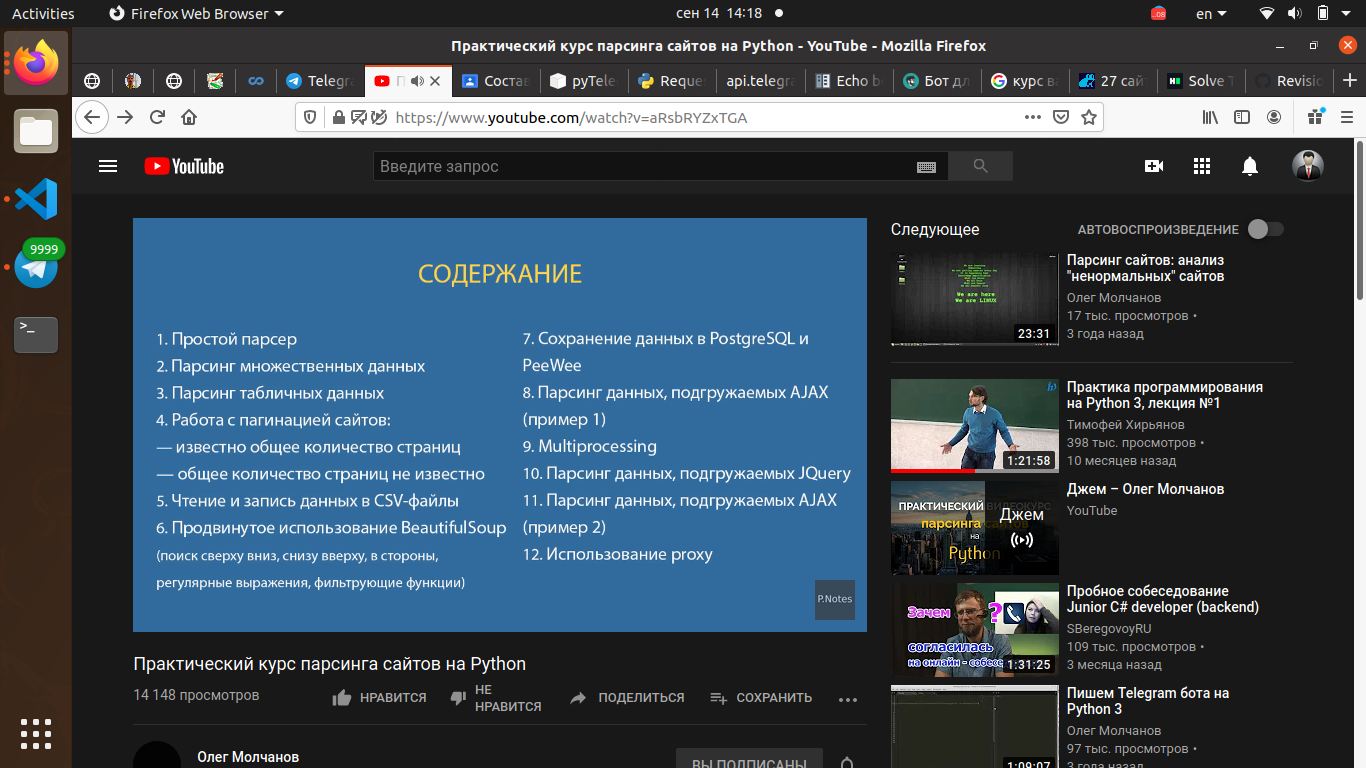 Activities
Firefox Web Browser
сен 14 14:18
en
Практический курс парсинга сайтов на Python - YouTube - Mozilla Firefox
Telegra
П
Состав
pyTele
Reque
api.telegra
Echo b
Бот дл
курс ва
27 сай
Solve T
Revisio
https://www.youtube.com/watch?v=aRsbRYZxTGA
YouTube
Введите запрос
9999
СОДЕРЖАНИЕ
1. Простой парсер
2. Парсинг множественных данных
3. Парсинг табличных данных
4. Работа с пагинацией сайтов:
— известно общее количество страниц
— общее количество страниц не известно
5. Чтение и запись данных в CSV-файлы
6. Продвинутое использование BeautifulSoup
(поиск сверху вниз, снизу вверху, в стороны,
регулярные выражения, фильтрующие функции)
7. Сохранение данных в PostgreSQL и
PeeWee
8. Парсинг данных, подгружаемых AJAX
(пример 1)
9. Multiprocessing
10. Парсинг данных, подгружаемых JQuery
11. Парсинг данных, подгружаемых AJAX
(пример 2)
12. Использование proxy
P.Notes
Практический курс парсинга сайтов на Python
14 148 просмотров
НРАВИТСЯ
НЕ
НРАВИТСЯ
ПОДЕЛИТЬСЯ
СОХРАНИТЬ
Олег Молчанов
ВЫ ПОДПИСАНЫ
Следующее
АВТОВОСПРОИЗВЕДЕНИЕ
We are here
We are LINUX
23:31
Парсинг сайтов: анализ
"ненормальных" сайтов
Олег Молчанов
17 тыс. просмотров •
3 года назад
1:21:58
Практика программирования
на Python 3, лекция №1
Тимофей Хирьянов
398 тыс. просмотров •
10 месяцев назад
ПРАКТИЧЕСКИЙ ВИДЕОКУРС
парсинга сайтов
на
Python
Джем
Джем – Олег Молчанов
YouTube
Зачем
?
согласилась
на онлайн - собесе
1:31:25
Пробное собеседование
Junior C# developer (backend)
SBeregovoyRU
109 тыс. просмотров •
3 месяца назад
1:09:07
Пишем Telegram бота на
Python 3
Олег Молчанов
97 тыс. просмотров •
3 года назад